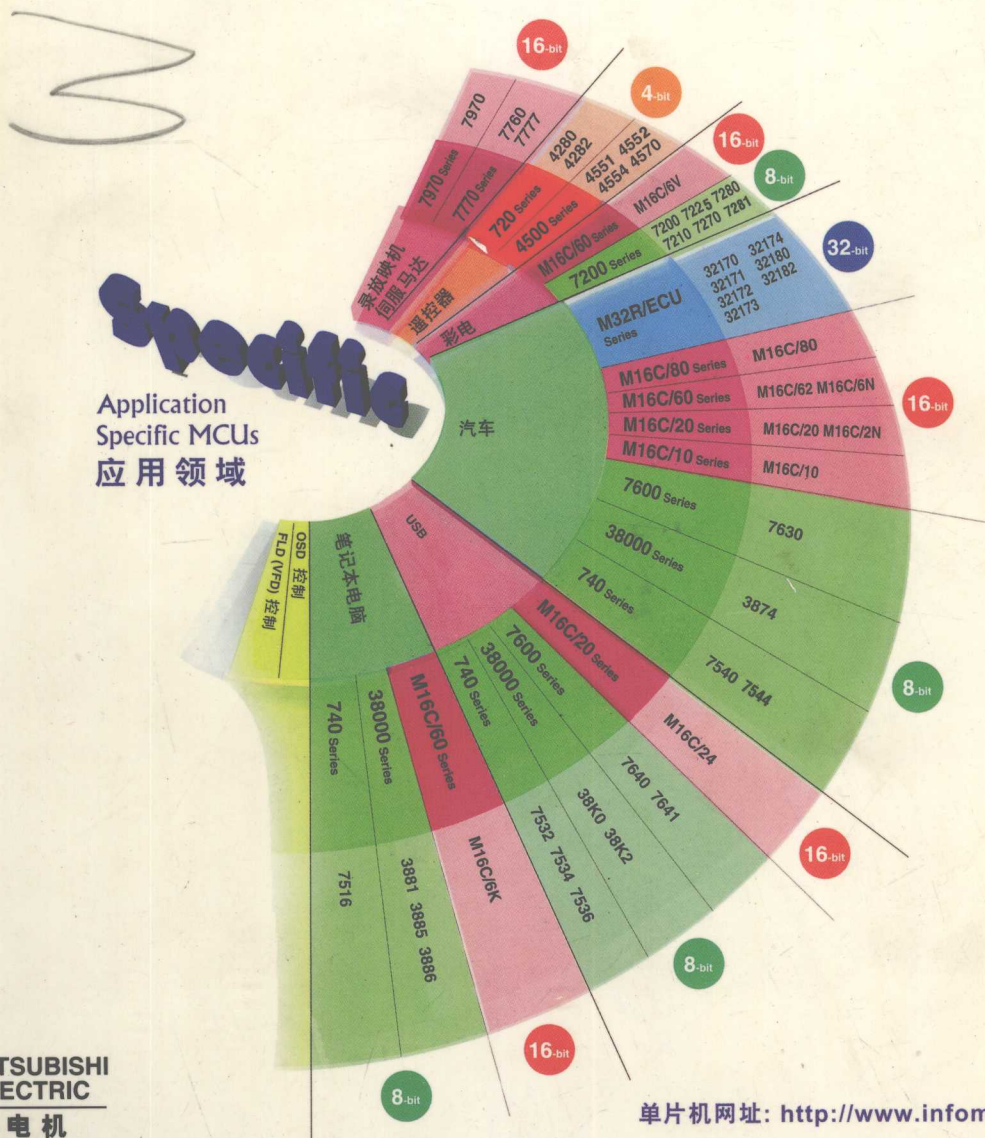 Specific
Application
Specific MCUs
应用领域
16-bit
4-bit
16-bit
8-bit
32-bit
16-bit
8-bit
16-bit
8-bit
16-bit
8-bit
录放映机
伺服马达
7970 Series
7970
7770 Series
7760
7777
遥控器
720 Series
4280
4282
4500 Series
4551 4552
4554 4570
彩电
M16C/60 Series
M16C/6V
7200 Series
7200 7225 7280
7210 7270 7281
汽车
M32R/ECU
Series
32170 32174
32171 32180
32172 32182
32173
M16C/80 Series
M16C/80
M16C/60 Series
M16C/62 M16C/6N
M16C/20 Series
M16C/20 M16C/2N
M16C/10 Series
M16C/10
7600 Series
7630
38000 Series
3874
740 Series
7540 7544
USB
M16C/20 Series
M16C/24
7600 Series
7640 7641
38000 Series
38K0 38K2
740 Series
7532 7534 7536
笔记本电脑
M16C/60 Series
M16C/6K
38000 Series
3881 3885 3886
740 Series
7516
OSD 控制
FLD (VFD) 控制
TSUBISHI
ECTRIC
电机
单片机网址: http://www.infom